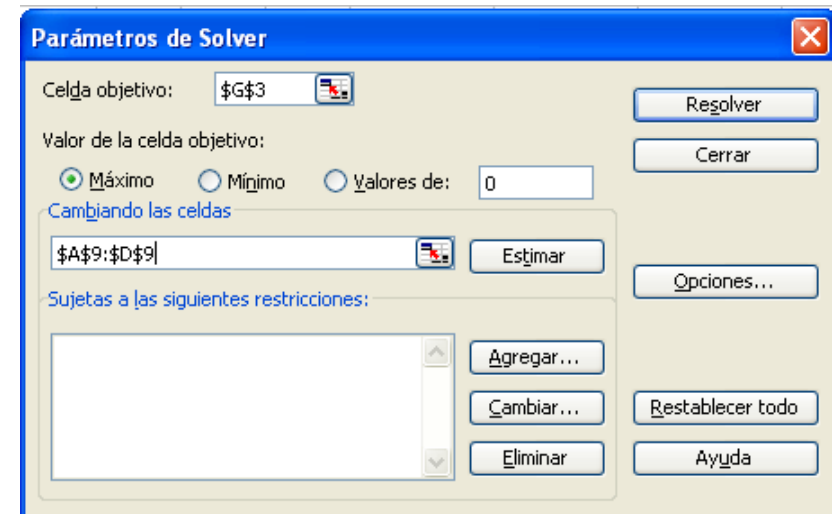 Parámetros de Solver
Celda objetivo: $G$3
Resolver
Valor de la celda objetivo:
Cerrar
Máximo Mínimo Valores de: 0
Cambiando las celdas
$A$9:$D$9 Estimar
Opciones...
Sujetas a las siguientes restricciones:
Agregar...
Cambiar... Restablecer todo
Eliminar Ayuda